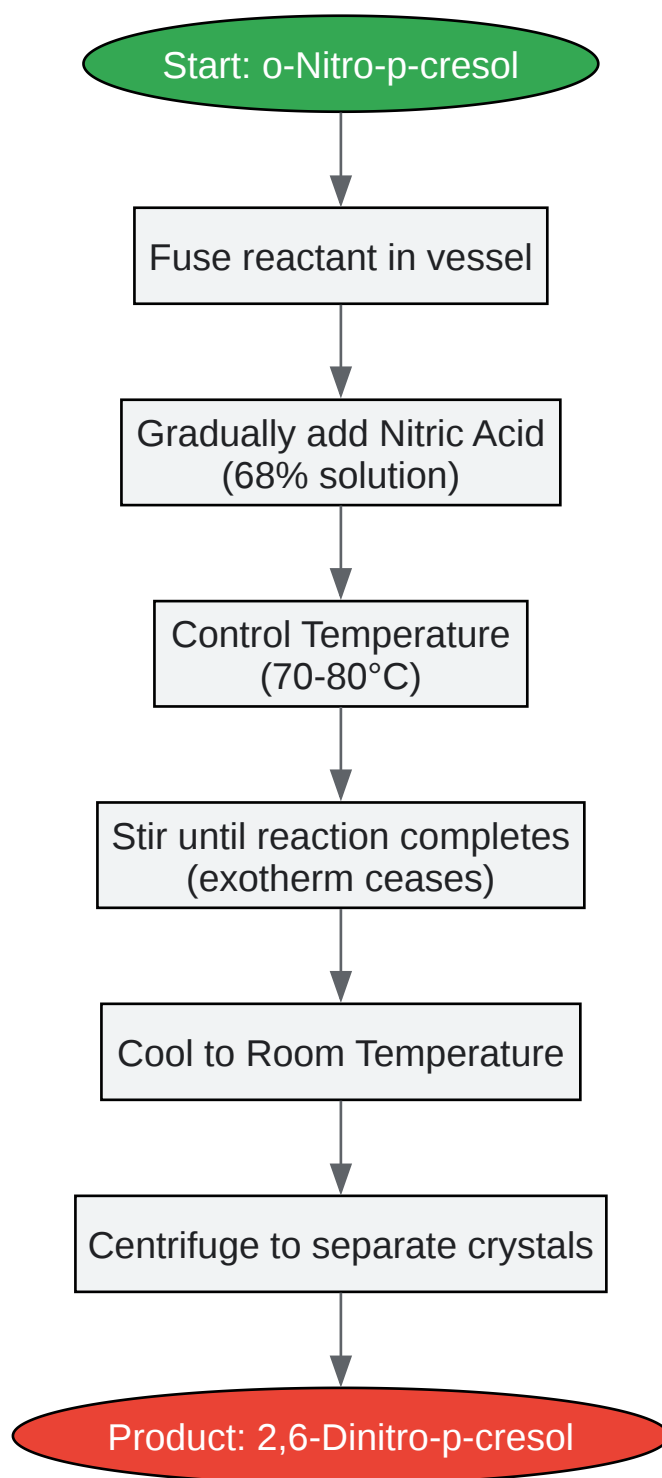 Start: o-Nitro-p-cresol
Fuse reactant in vessel
Gradually add Nitric Acid
(68% solution)
Control Temperature
(70-80°C)
Stir until reaction completes
(exotherm ceases)
Cool to Room Temperature
Centrifuge to separate crystals
Product: 2,6-Dinitro-p-cresol